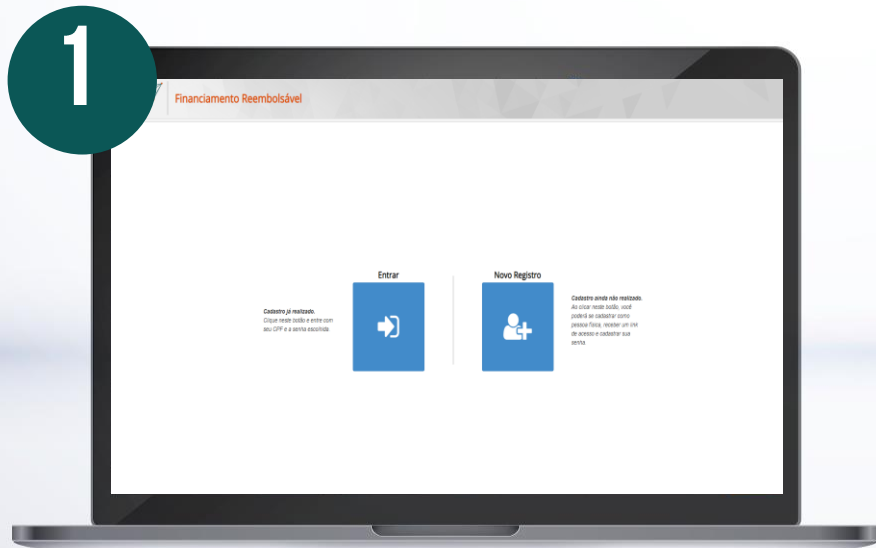 1
Financiamento Reembolsável
Entrar
Novo Registro
Cadastro já realizado.
Clique neste botão e entre com
seu CPF e a senha escolhida.
Cadastro ainda não realizado.
Ao clicar neste botão, você
poderá se cadastrar como
pessoa física, receber um link
de acesso e cadastrar sua
senha.